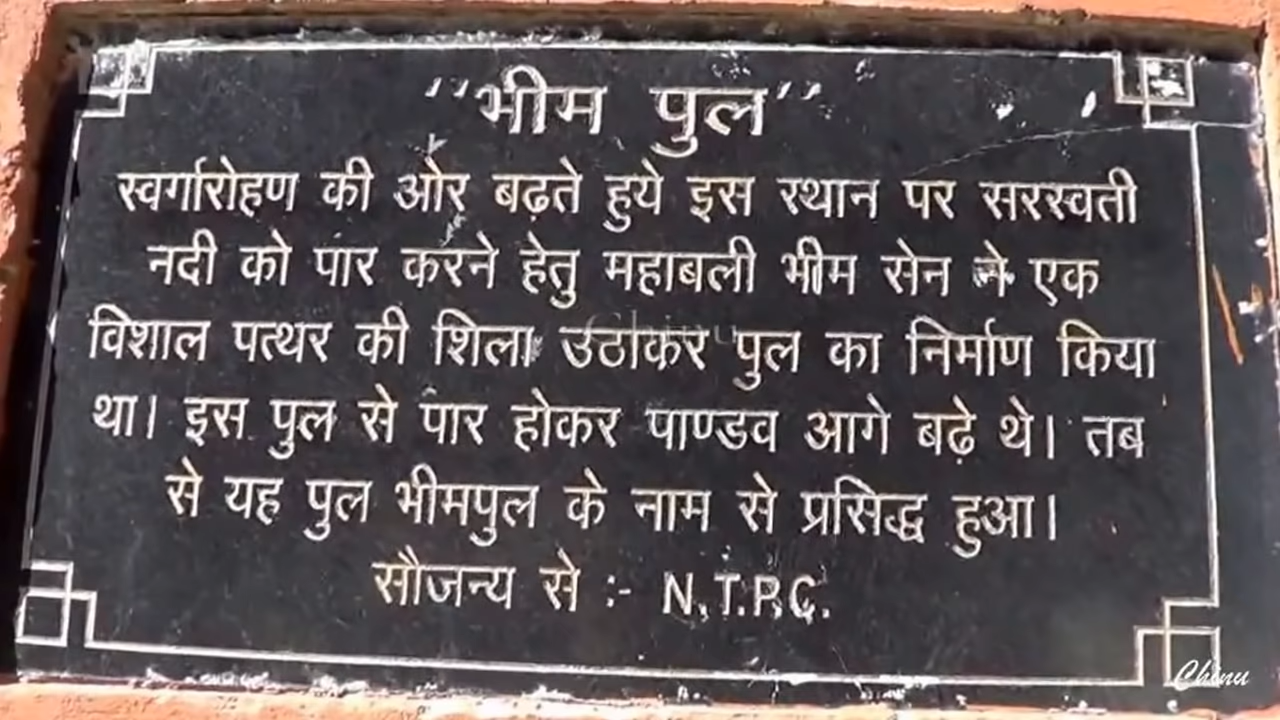 "भीम पुल"
स्वर्गारोहण की ओर बढ़ते हुये इस स्थान पर सरस्वती
नदी को पार करने हेतु महाबली भीम सेन ने एक
विशाल पत्थर की शिला उठाकर पुल का निर्माण किया
था। इस पुल से पार होकर पाण्डव आगे बढ़े थे। तब
से यह पुल भीमपुल के नाम से प्रसिद्ध हुआ।
सौजन्य से :- N.T.P.C.
Chinu
Chinu